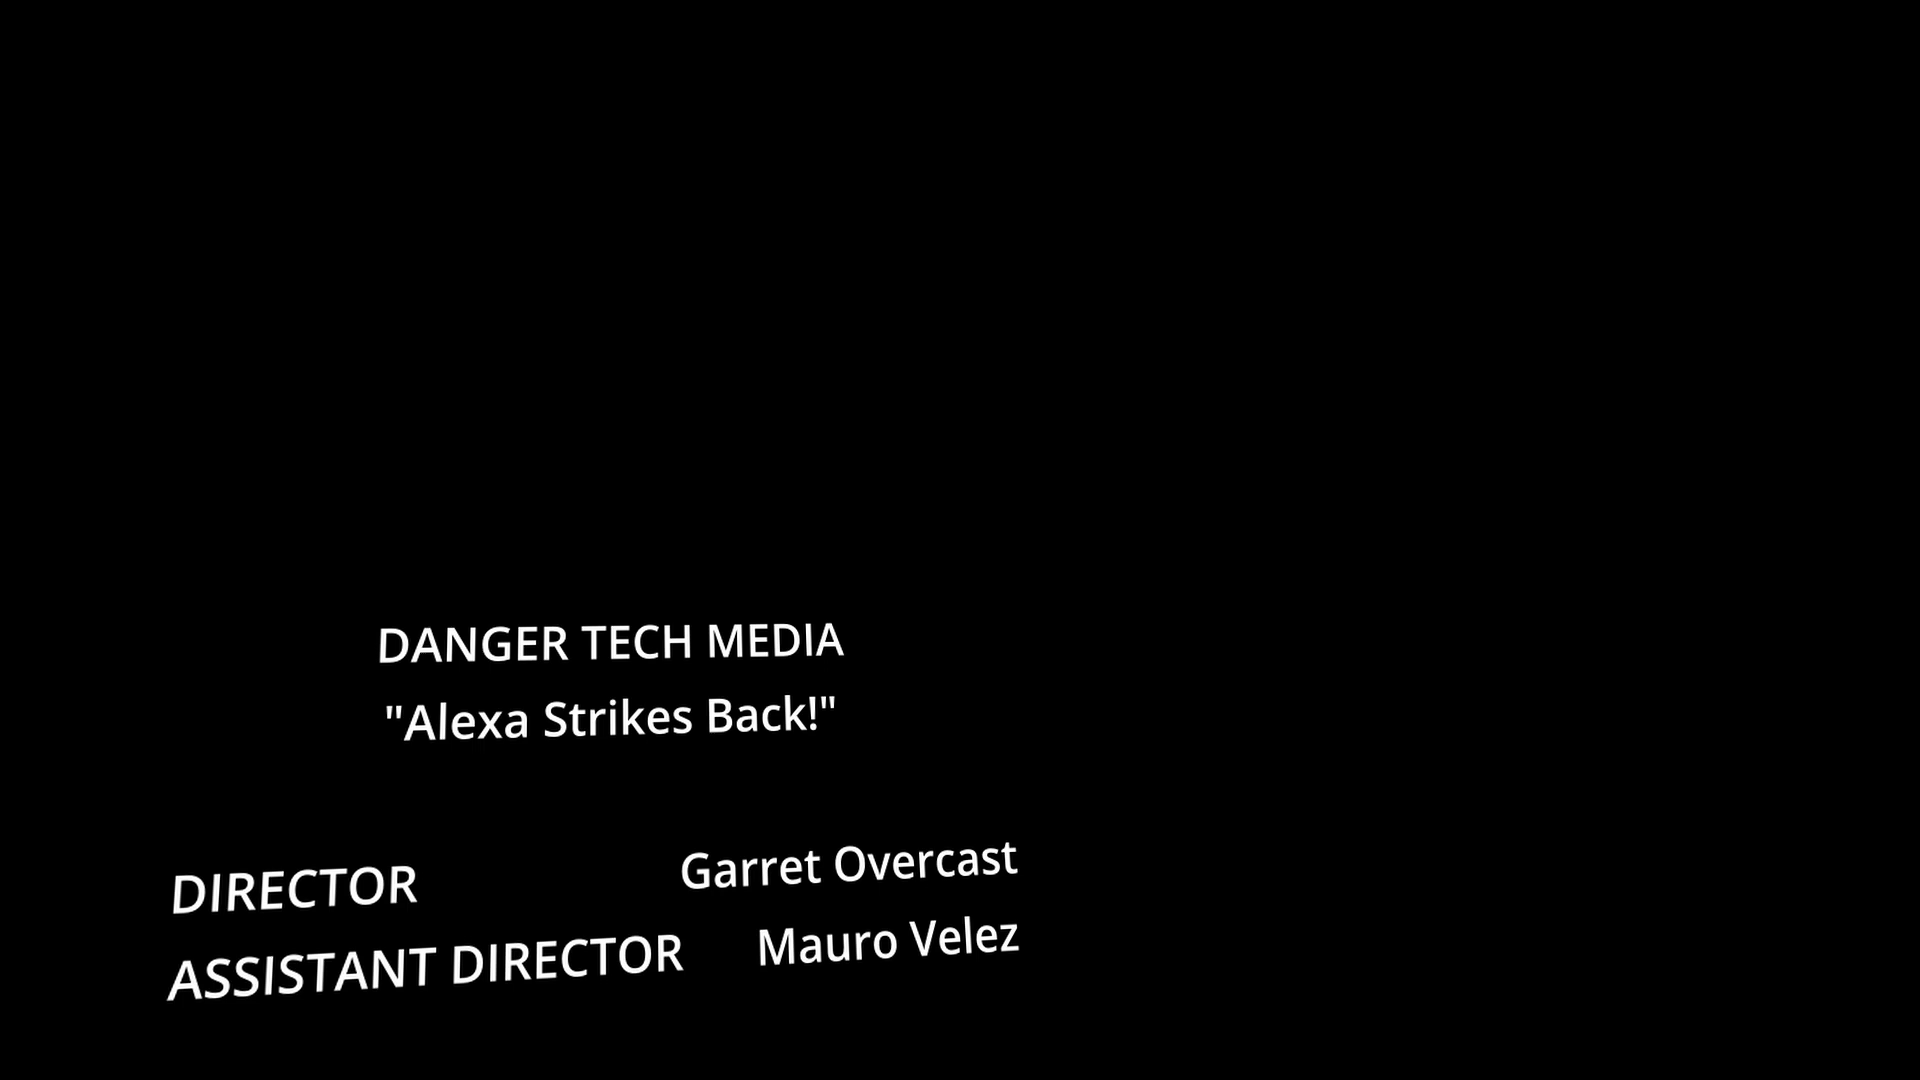 DANGER TECH MEDIA
"Alexa Strikes Back!"
DIRECTOR Garret Overcast
ASSISTANT DIRECTOR Mauro Velez